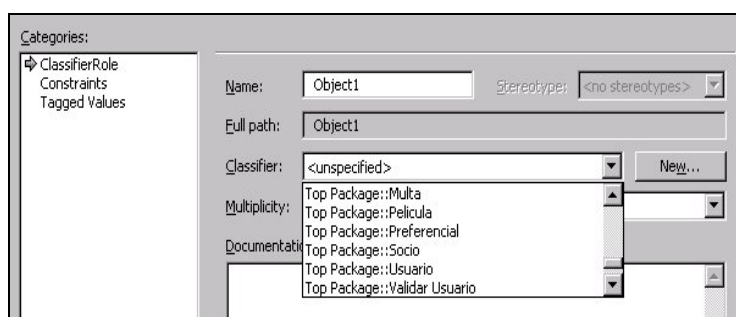 Categories:
ClassifierRole
Constraints
Tagged Values
Name: Object1 Stereotype: <no stereotypes>
Full path: Object1
Classifier: <unspecified> New...
Top Package::Multa
Multiplicity:
Top Package::Pelicula
Top Package::Preferencial
Top Package::Socio
Documentati
Top Package::Usuario
Top Package::Validar Usuario